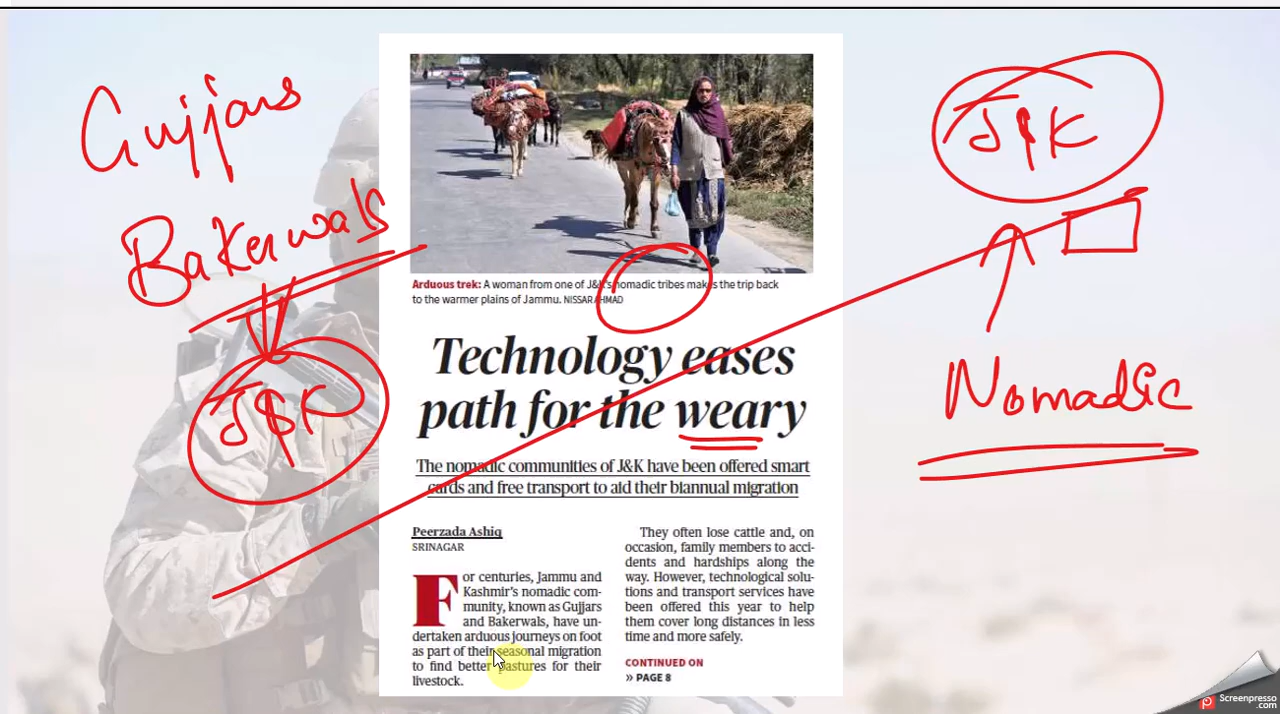 Gujjars
Bakerwals
J&K
J&K
Nomadic
Arduous trek: A woman from one of J&K's nomadic tribes makes the trip back
to the warmer plains of Jammu. NISSAR AHMAD
Technology eases
path for the weary
The nomadic communities of J&K have been offered smart
cards and free transport to aid their biannual migration
Peerzada Ashiq
SRINAGAR
For centuries, Jammu and
Kashmir's nomadic com-
munity, known as Gujjars
and Bakerwals, have un-
dertaken arduous journeys on foot
as part of their seasonal migration
to find better pastures for their
livestock.
They often lose cattle and, on
occasion, family members to acci-
dents and hardships along the
way. However, technological solu-
tions and transport services have
been offered this year to help
them cover long distances in less
time and more safely.
CONTINUED ON
» PAGE 8
Screenpresso
.com